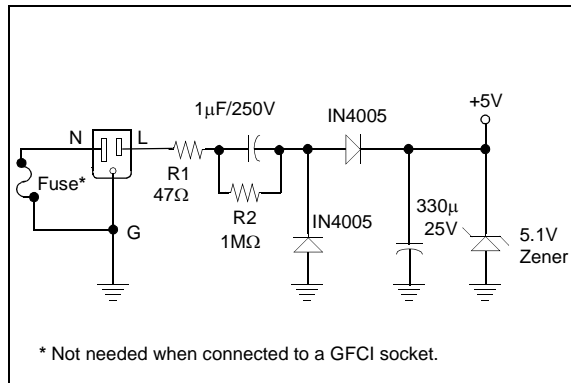 1µF/250V
IN4005
+5V
N
L
Fuse*
R1
47Ω
R2
1MΩ
IN4005
330µ
25V
5.1V
Zener
G
* Not needed when connected to a GFCI socket.